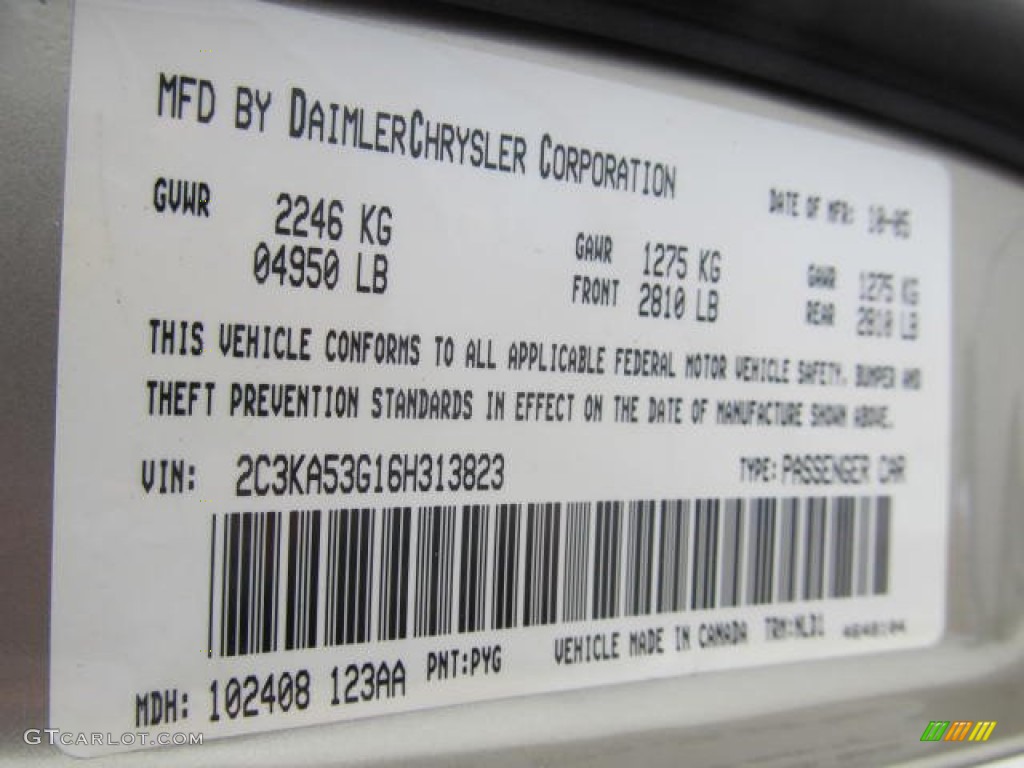 MFD BY DAIMLERCHRYSLER CORPORATION
DATE OF MFR: 10-05
GVWR 2246 KG
04950 LB
GAWR 1275 KG
FRONT 2810 LB
GAWR 1275 KG
REAR 2810 LB
THIS VEHICLE CONFORMS TO ALL APPLICABLE FEDERAL MOTOR VEHICLE SAFETY, BUMPER AND
THEFT PREVENTION STANDARDS IN EFFECT ON THE DATE OF MANUFACTURE SHOWN ABOVE.
VIN: 2C3KA53G16H313823 TYPE: PASSENGER CAR
MDH: 102408 123AA PNT:PYG VEHICLE MADE IN CANADA TRM:NLD1
GTCARLOT.COM